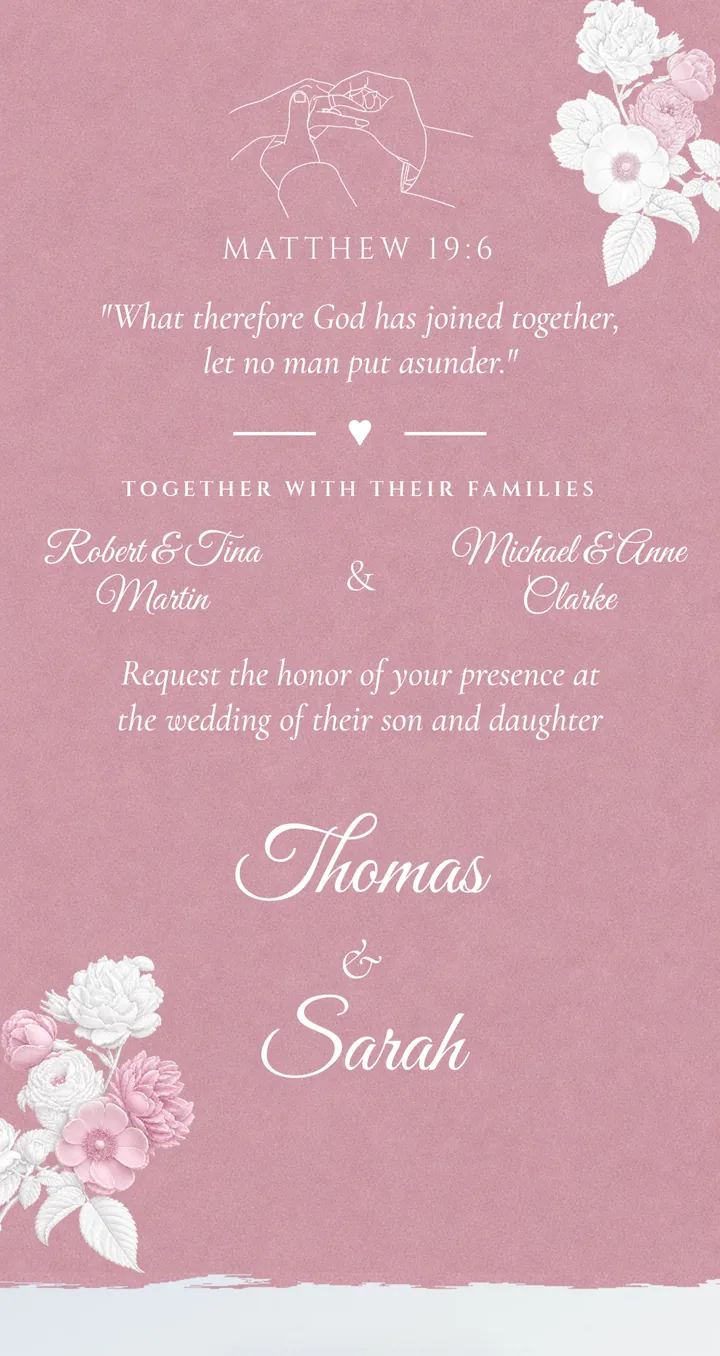 MATTHEW 19:6
"What therefore God has joined together,
let no man put asunder."
TOGETHER WITH THEIR FAMILIES
Robert & Tina
Martin
&
Michael & Anne
Clarke
Request the honor of your presence at
the wedding of their son and daughter
Thomas
&
Sarah